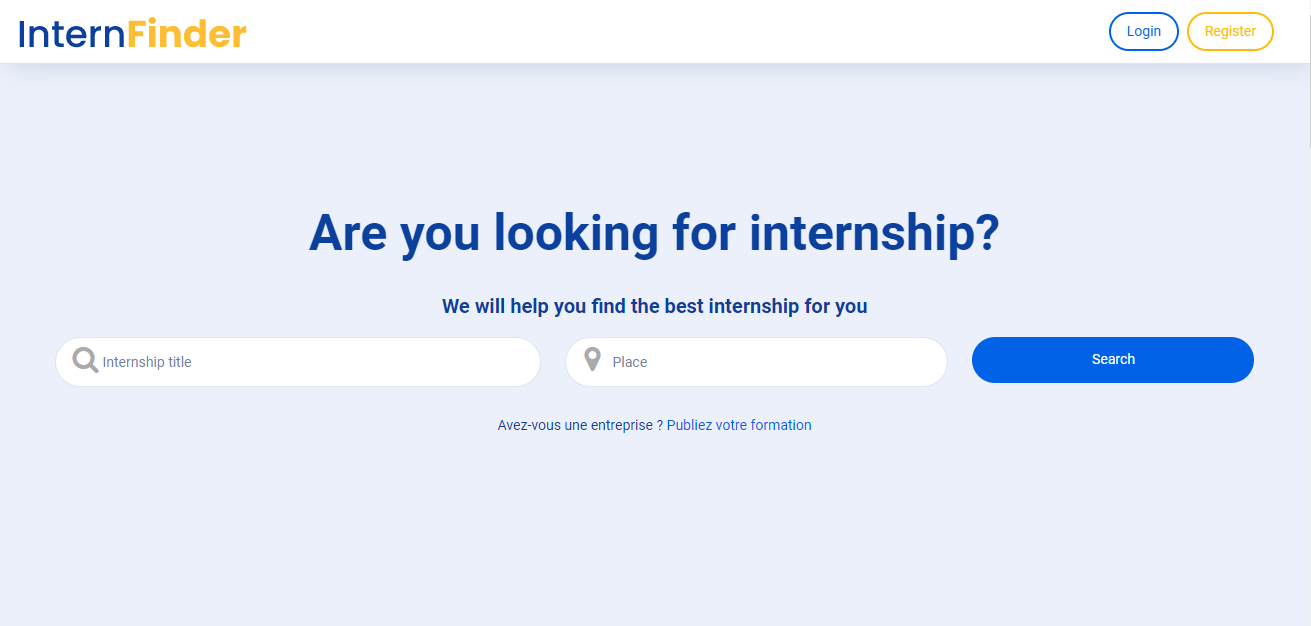 InternFinder
Login
Register
Are you looking for internship?
We will help you find the best internship for you
Internship title
Place
Search
Avez-vous une entreprise ? Publiez votre formation